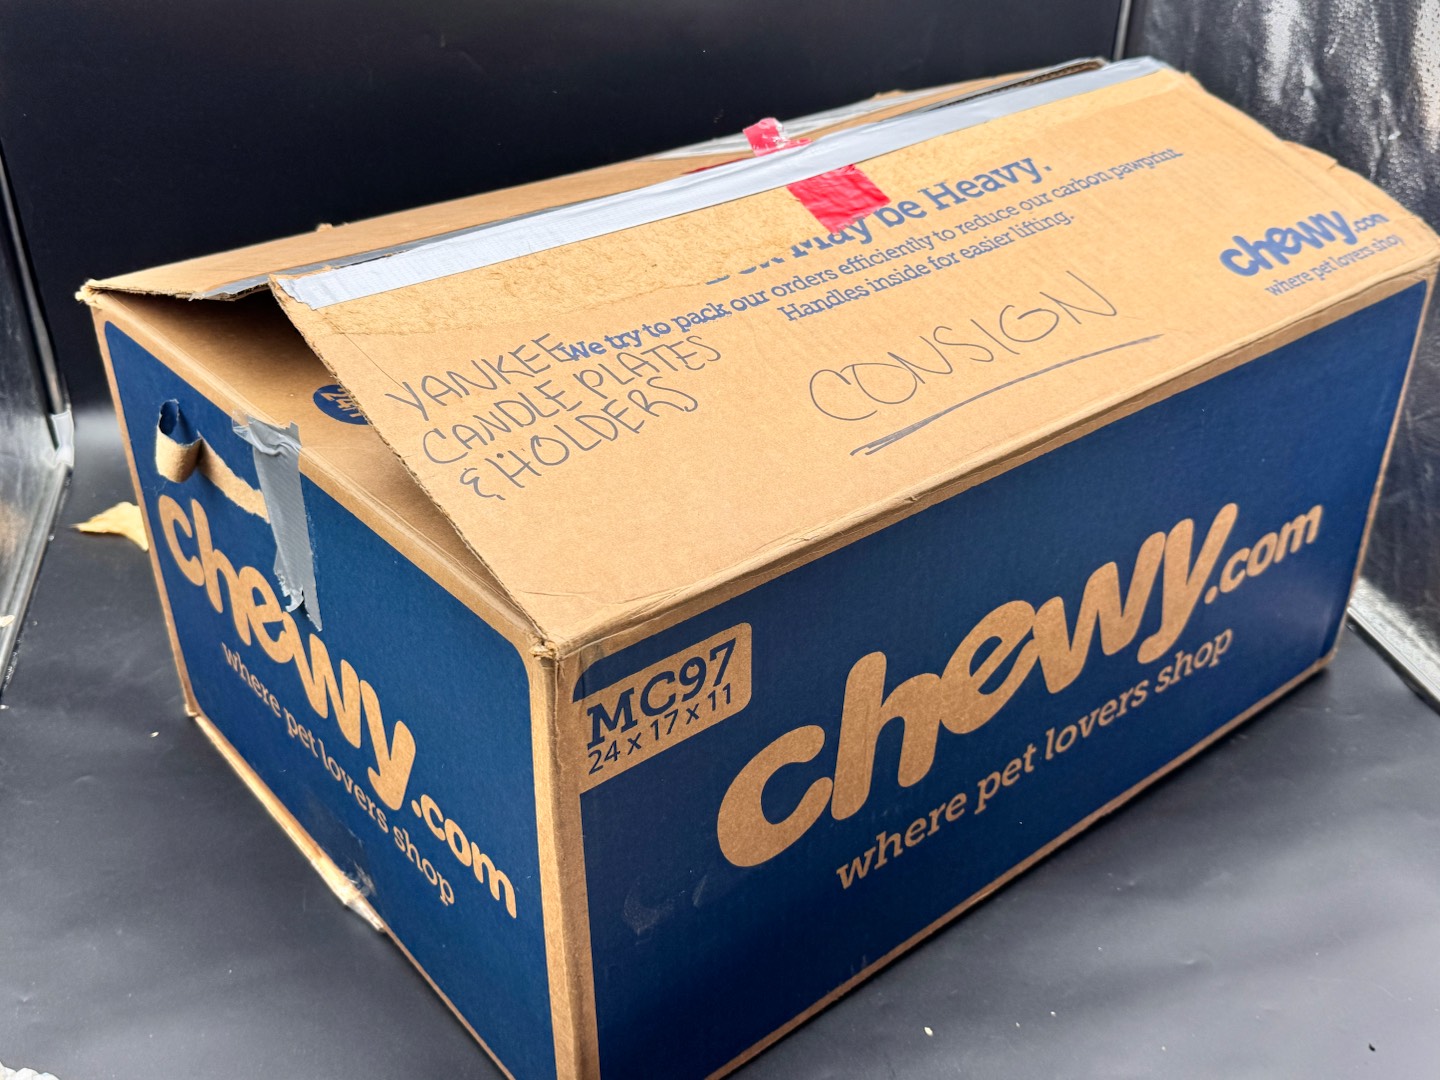 May be Heavy.
We try to pack our orders efficiently to reduce our carbon pawprint
Handles inside for easier lifting.
chewy.com
where pet lovers shop
YANKEE
CANDLE PLATES
& HOLDERS
CONSIGN
chewy.com
where pet lovers shop
MC97
24 x 17 x 11
chewy.com
where pet lovers shop